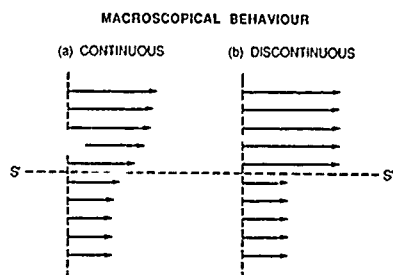 MACROSCOPICAL BEHAVIOUR
(a) CONTINUOUS
(b) DISCONTINUOUS
S'
S'